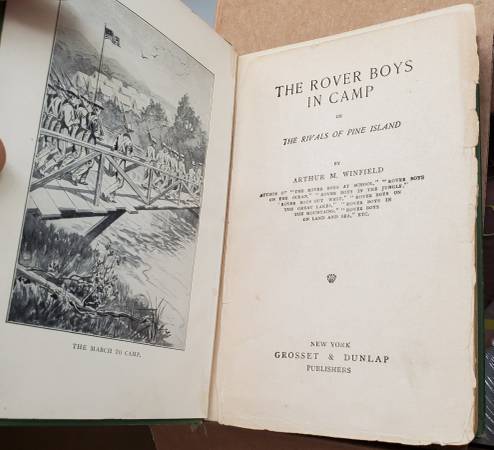 THE MARCH TO CAMP.
THE ROVER BOYS
IN CAMP
OR
THE RIVALS OF PINE ISLAND
BY
ARTHUR M. WINFIELD
AUTHOR OF "THE ROVER BOYS AT SCHOOL," "ROVER BOYS
ON THE OCEAN," "ROVER BOYS IN THE JUNGLE,"
"ROVER BOYS OUT WEST," "ROVER BOYS ON
THE GREAT LAKES," "ROVER BOYS IN
THE MOUNTAINS," "ROVER BOYS
ON LAND AND SEA," ETC.
NEW YORK
GROSSET & DUNLAP
PUBLISHERS